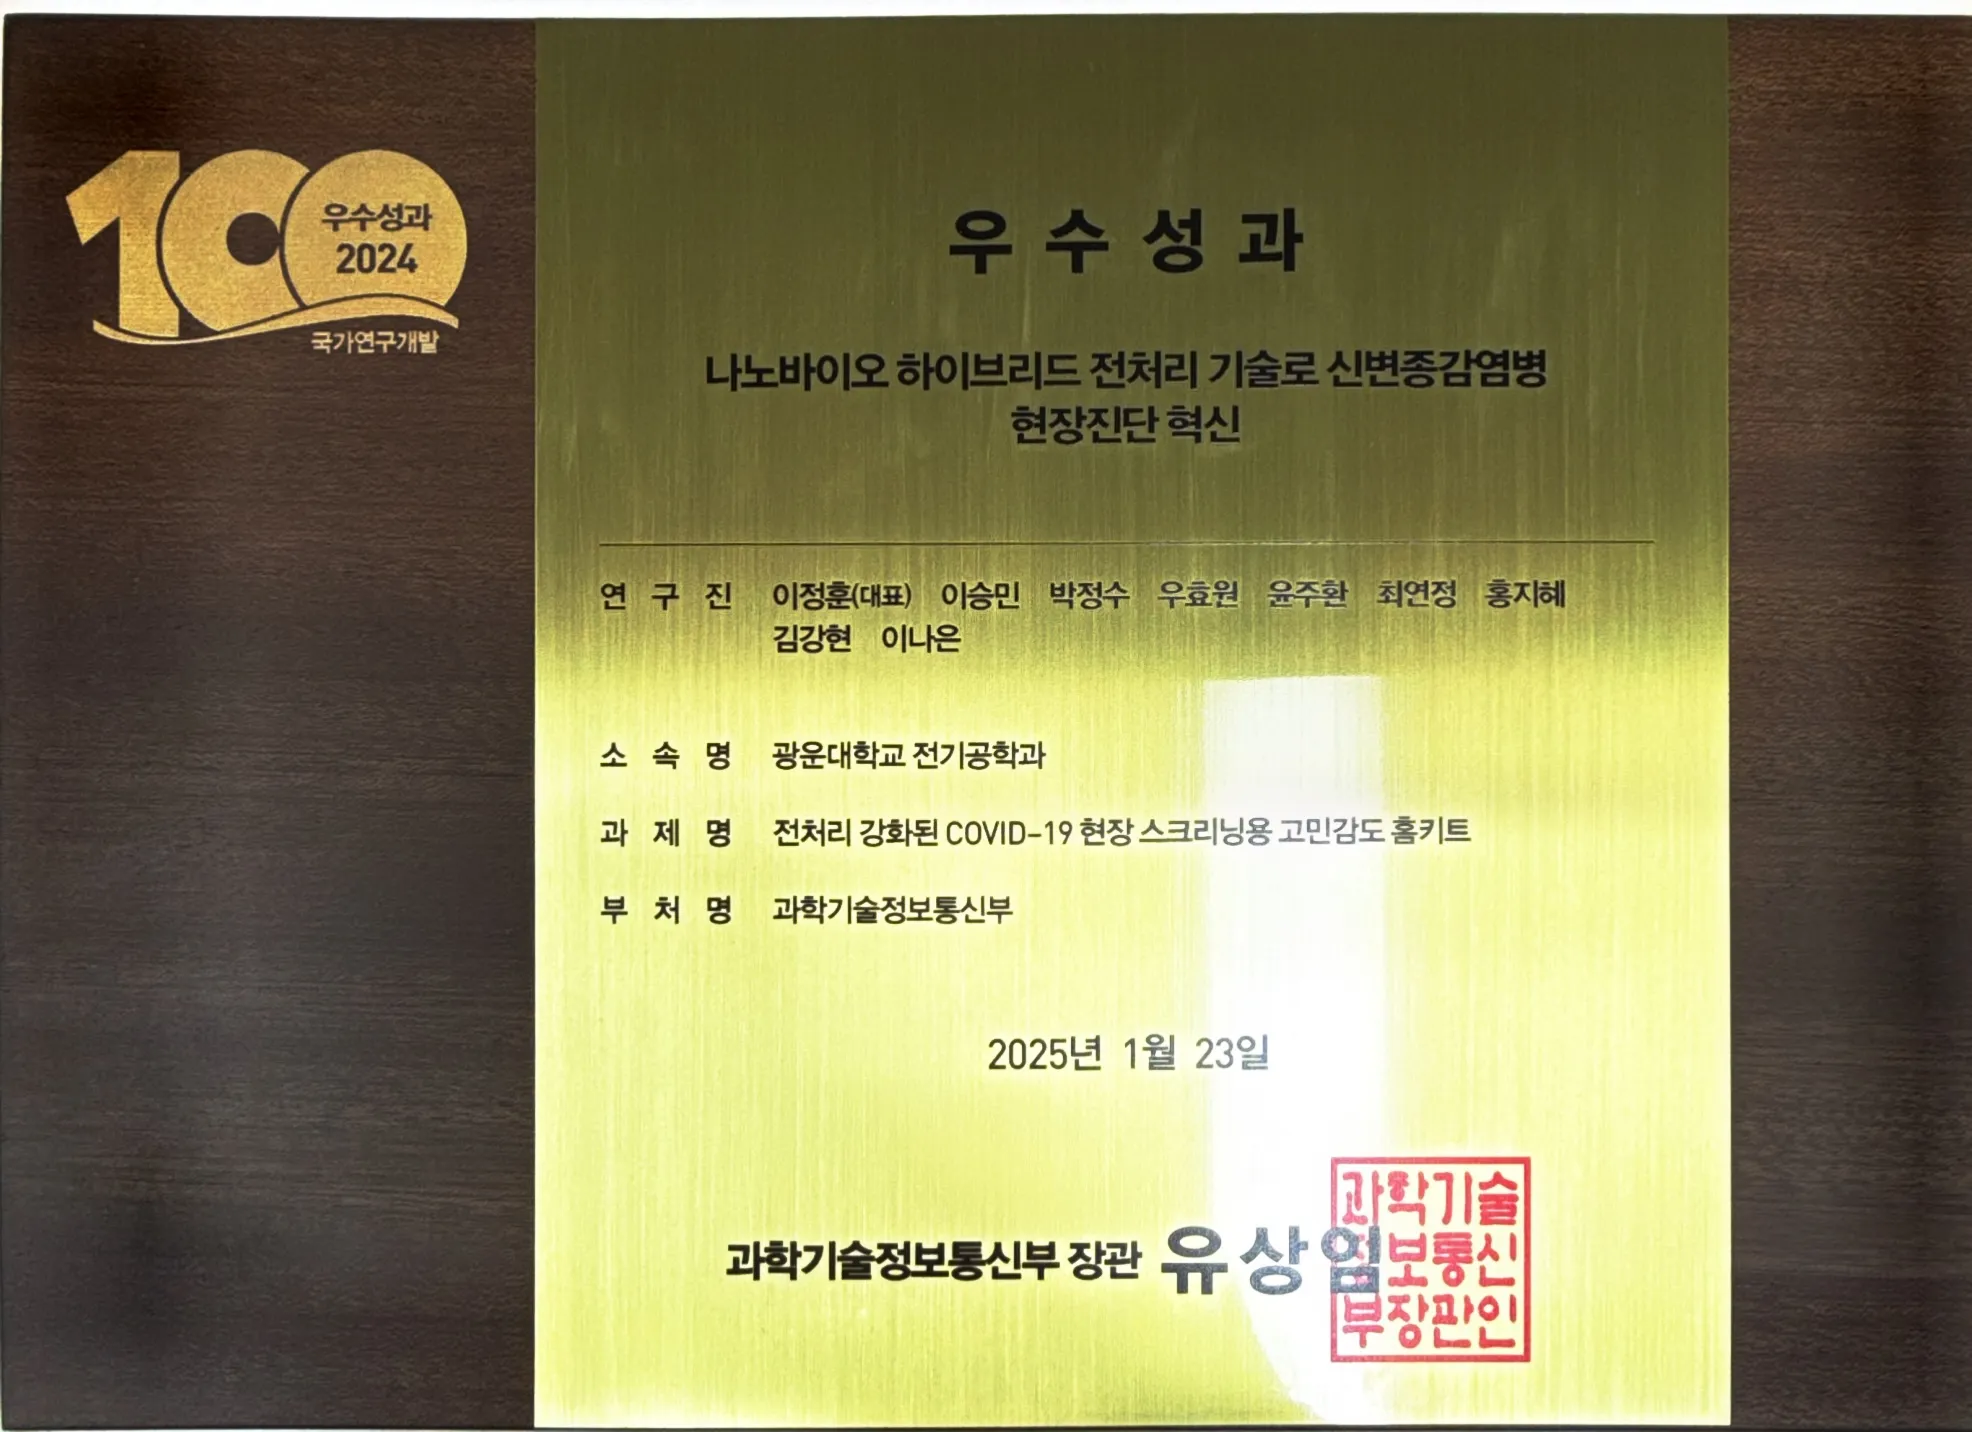 100
우수성과
2024
국가연구개발
우수성과
나노바이오 하이브리드 전처리 기술로 신변종감염병
현장진단 혁신
연구진 이정훈(대표) 이승민 박정수 우효원 윤주환 최연정 홍지혜
김강현 이나은
소속명 광운대학교 전기공학과
과제명 전처리 강화된 COVID-19 현장 스크리닝용 고민감도 홈키트
부처명 과학기술정보통신부
2025년 1월 23일
과학기술정보통신부 장관 유상임
과학기술
정보통신
부장관인